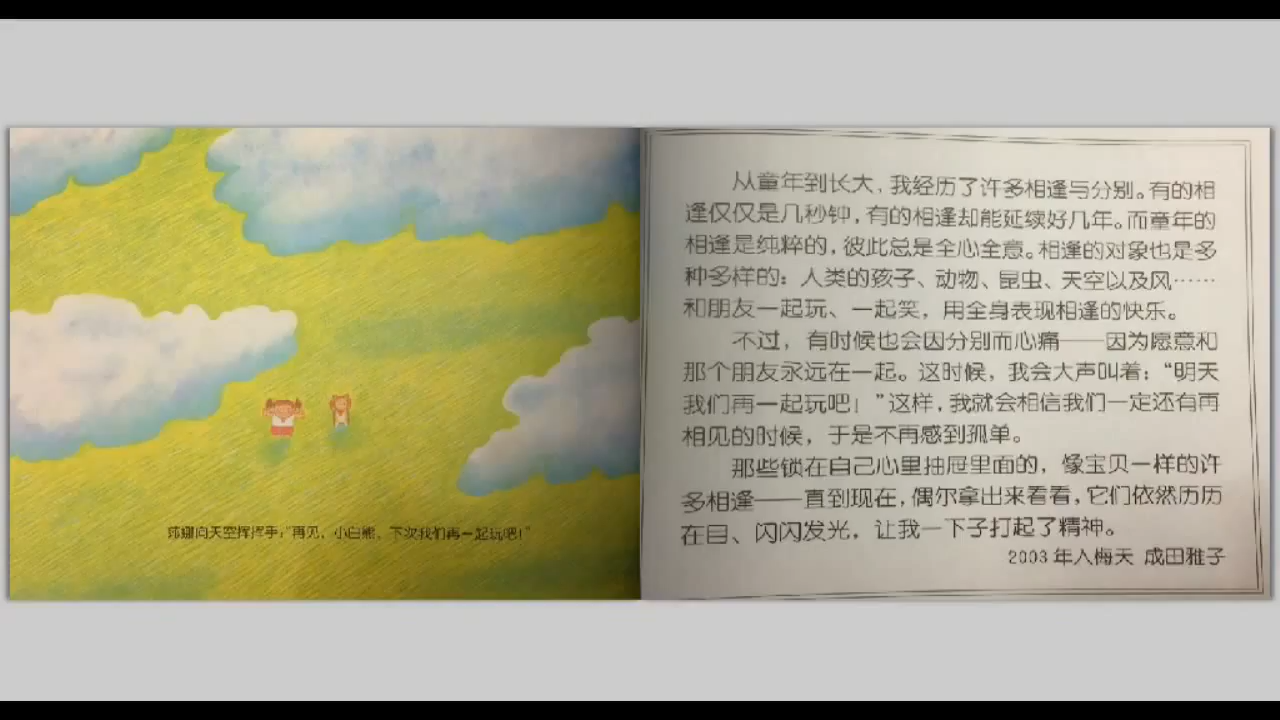 莎娜向天空挥挥手:“再见,小白熊,下次我们再一起玩吧!”
从童年到长大,我经历了许多相逢与分别。有的相
逢仅仅是几秒钟,有的相逢却能延续好几年。而童年的
相逢是纯粹的,彼此总是全心全意。相逢的对象也是多
种多样的:人类的孩子、动物、昆虫、天空以及风……
和朋友一起玩、一起笑,用全身表现相逢的快乐。
不过,有时候也会因分别而心痛——因为愿意和
那个朋友永远在一起。这时候,我会大声叫着:“明天
我们再一起玩吧!”这样,我就会相信我们一定还有再
相见的时候,于是不再感到孤单。
那些锁在自己心里抽屉里面的,像宝贝一样的许
多相逢——直到现在,偶尔拿出来看看,它们依然历历
在目、闪闪发光,让我一下子打起了精神。
2003年入梅天 成田雅子